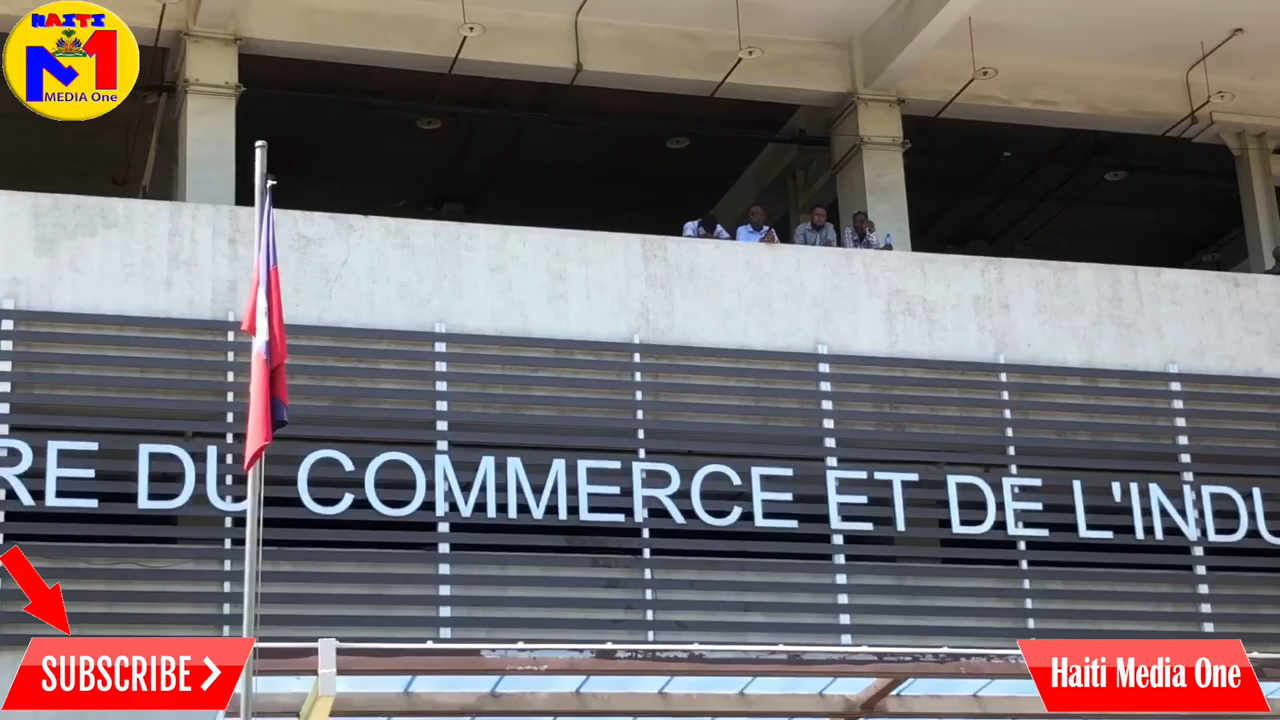 HAITI
MEDIA One
RE DU COMMERCE ET DE L'INDU
SUBSCRIBE
Haiti Media One